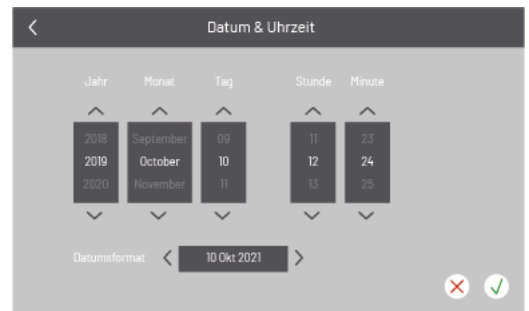 Datum & Uhrzeit
Jahr Monat Tag Stunde Minute
2018 September 09 11 23
2019 October 10 12 24
2020 November 11 13 25
Datumsformat 10 Okt 2021